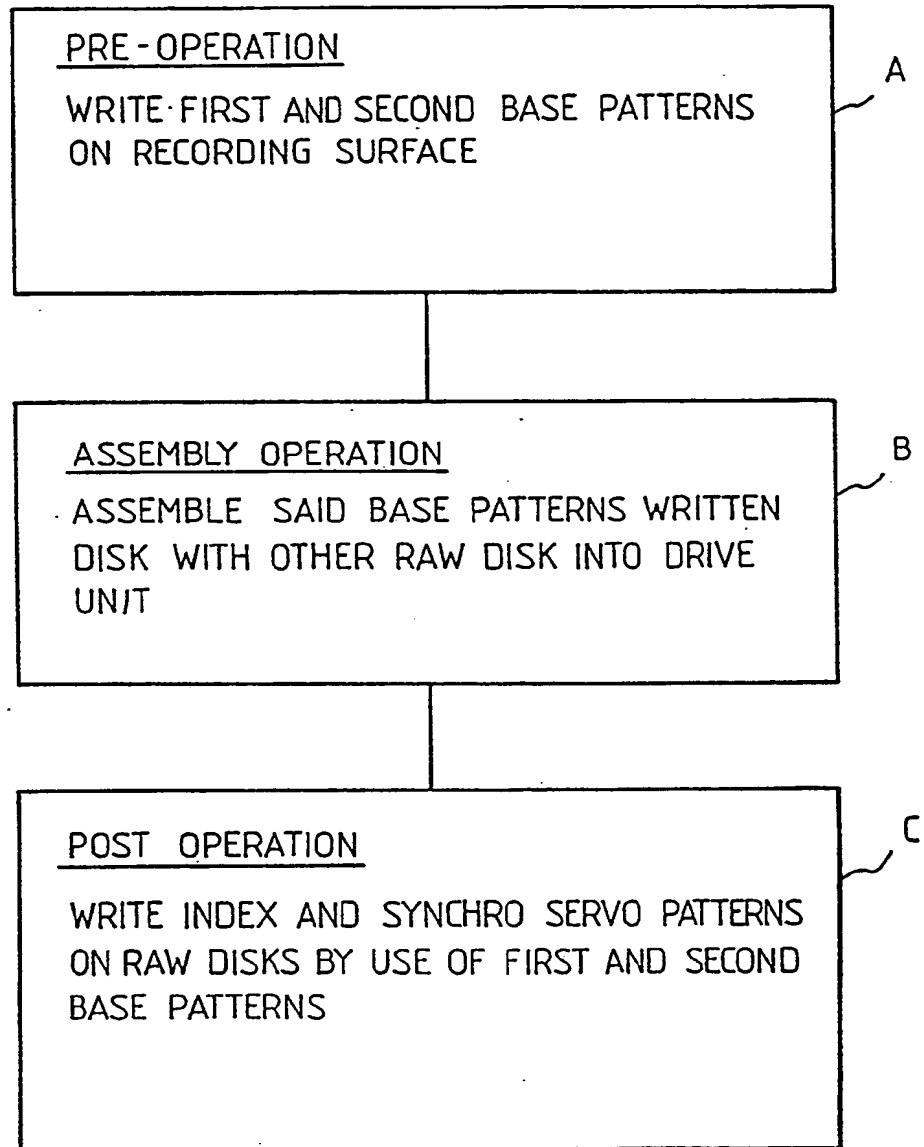 PRE-OPERATION
A
WRITE FIRST AND SECOND BASE PATTERNS
ON RECORDING SURFACE
ASSEMBLY OPERATION
B
ASSEMBLE SAID BASE PATTERNS WRITTEN
DISK WITH OTHER RAW DISK INTO DRIVE
UNIT
POST OPERATION
C
WRITE INDEX AND SYNCHRO SERVO PATTERNS
ON RAW DISKS BY USE OF FIRST AND SECOND
BASE PATTERNS